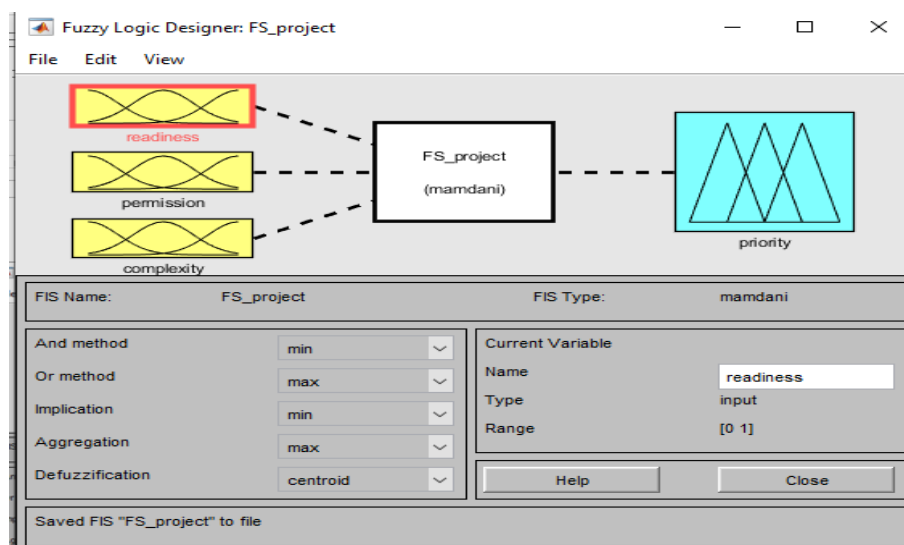 Fuzzy Logic Designer: FS_project
File Edit View
readiness
permission
complexity
FS_project
(mamdani)
priority
FIS Name: FS_project FIS Type: mamdani
And method min
Or method max
Implication min
Aggregation max
Defuzzification centroid
Current Variable
Name readiness
Type input
Range [0 1]
Help Close
Saved FIS "FS_project" to file